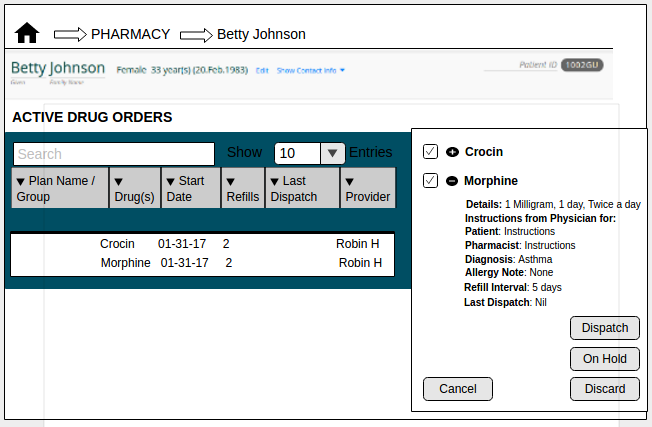 PHARMACY Betty Johnson
Betty Johnson Female 33 year(s) (20.Feb.1983) Edit Show Contact Info Patient ID 1002GU
Given Family Name
ACTIVE DRUG ORDERS
Search Show 10 Entries
Plan Name / Group Drug(s) Start Date Refills Last Dispatch Provider
Crocin 01-31-17 2 Robin H
Morphine 01-31-17 2 Robin H
Crocin
Morphine
Details: 1 Milligram, 1 day, Twice a day
Instructions from Physician for:
Patient: Instructions
Pharmacist: Instructions
Diagnosis: Asthma
Allergy Note: None
Refill Interval: 5 days
Last Dispatch: Nil
Dispatch
On Hold
Cancel Discard